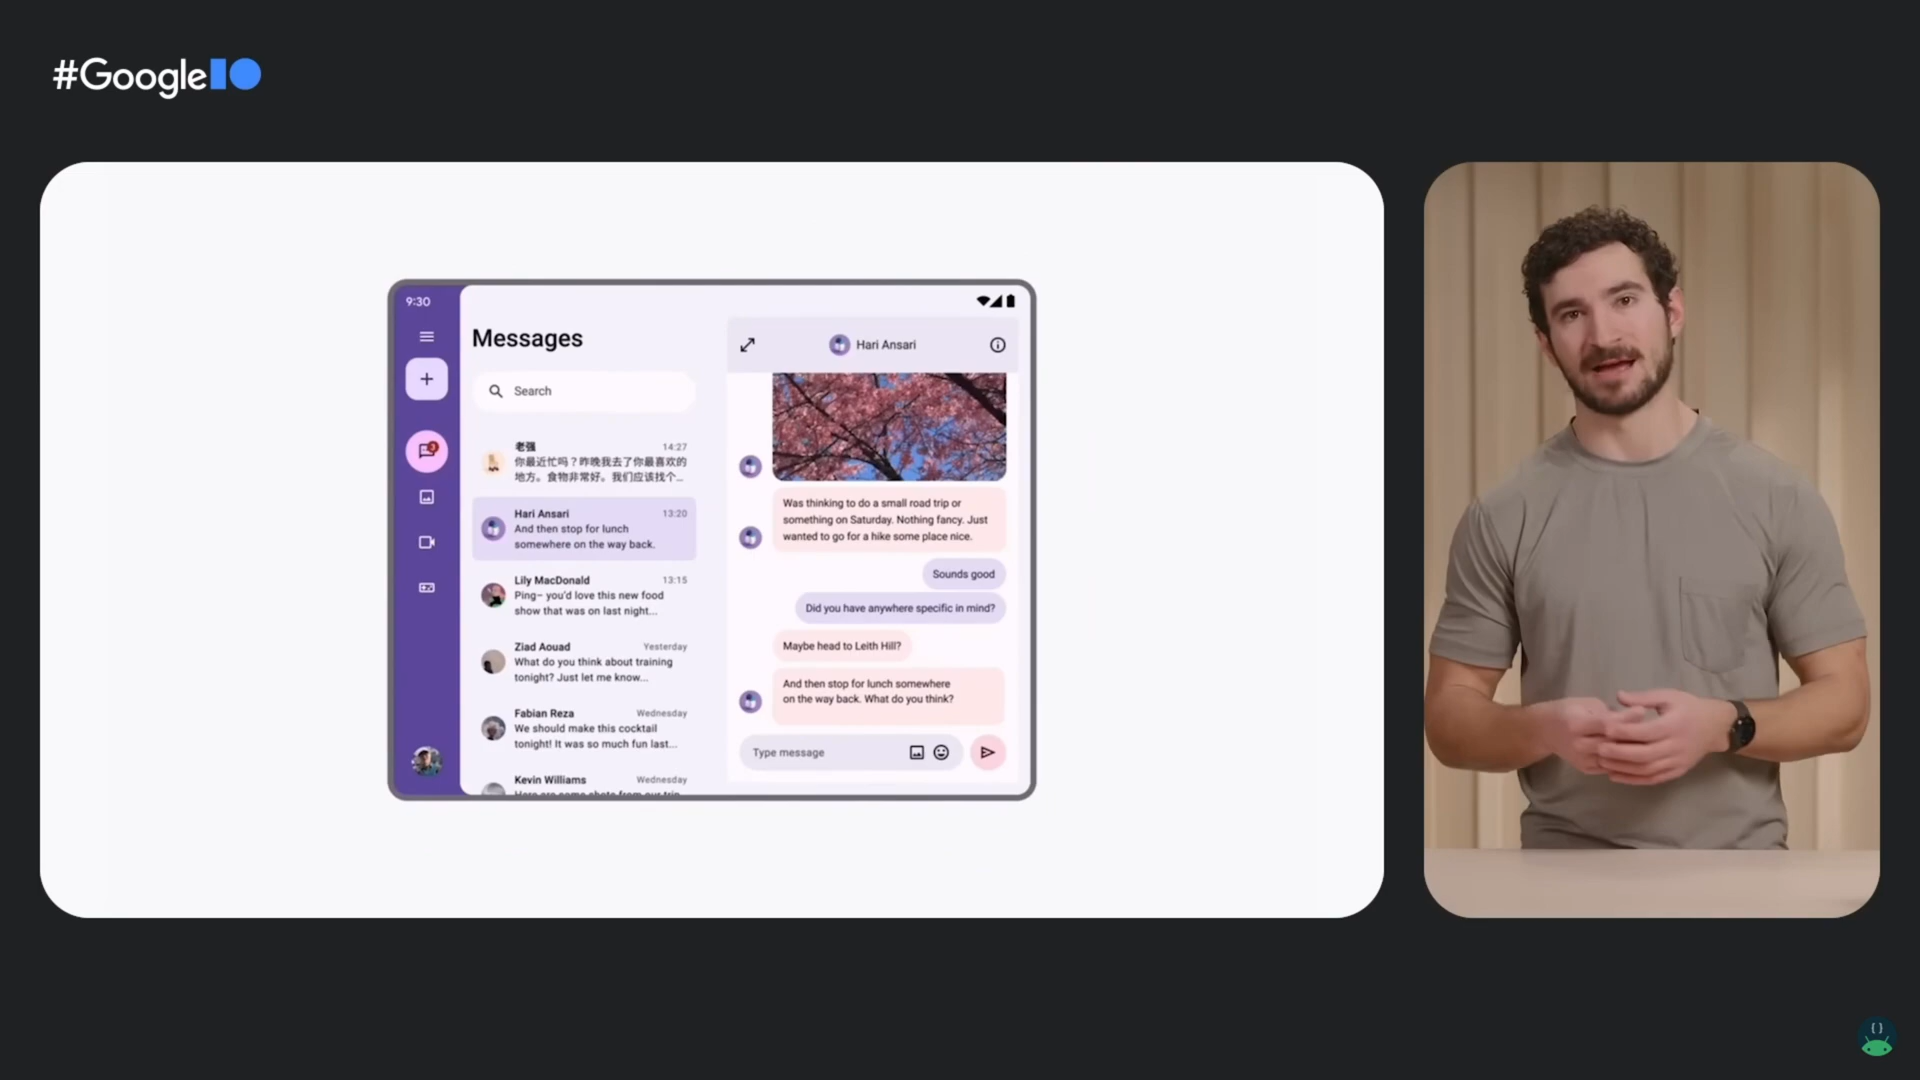 #GoogleIO
9:30
Messages
Search
老强 14:27
你最近忙吗？昨晚我去了你最喜欢的
地方。食物非常好。我们应该找个...
Hari Ansari 13:20
And then stop for lunch
somewhere on the way back.
Lily MacDonald 13:15
Ping– you'd love this new food
show that was on last night...
Ziad Aouad Yesterday
What do you think about training
tonight? Just let me know...
Fabian Reza Wednesday
We should make this cocktail
tonight! It was so much fun last...
Kevin Williams Wednesday
Here are some shots from our trip
3
Hari Ansari
Was thinking to do a small road trip or
something on Saturday. Nothing fancy. Just
wanted to go for a hike some place nice.
Sounds good
Did you have anywhere specific in mind?
Maybe head to Leith Hill?
And then stop for lunch somewhere
on the way back. What do you think?
Type message
{ }